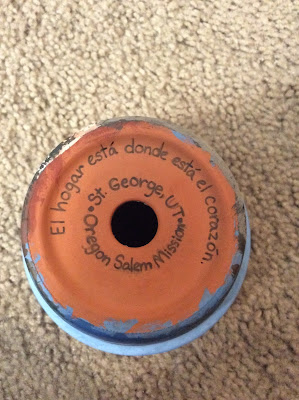 El hogar está donde está el corazón.
St. George, UT
Oregon Salem Mission